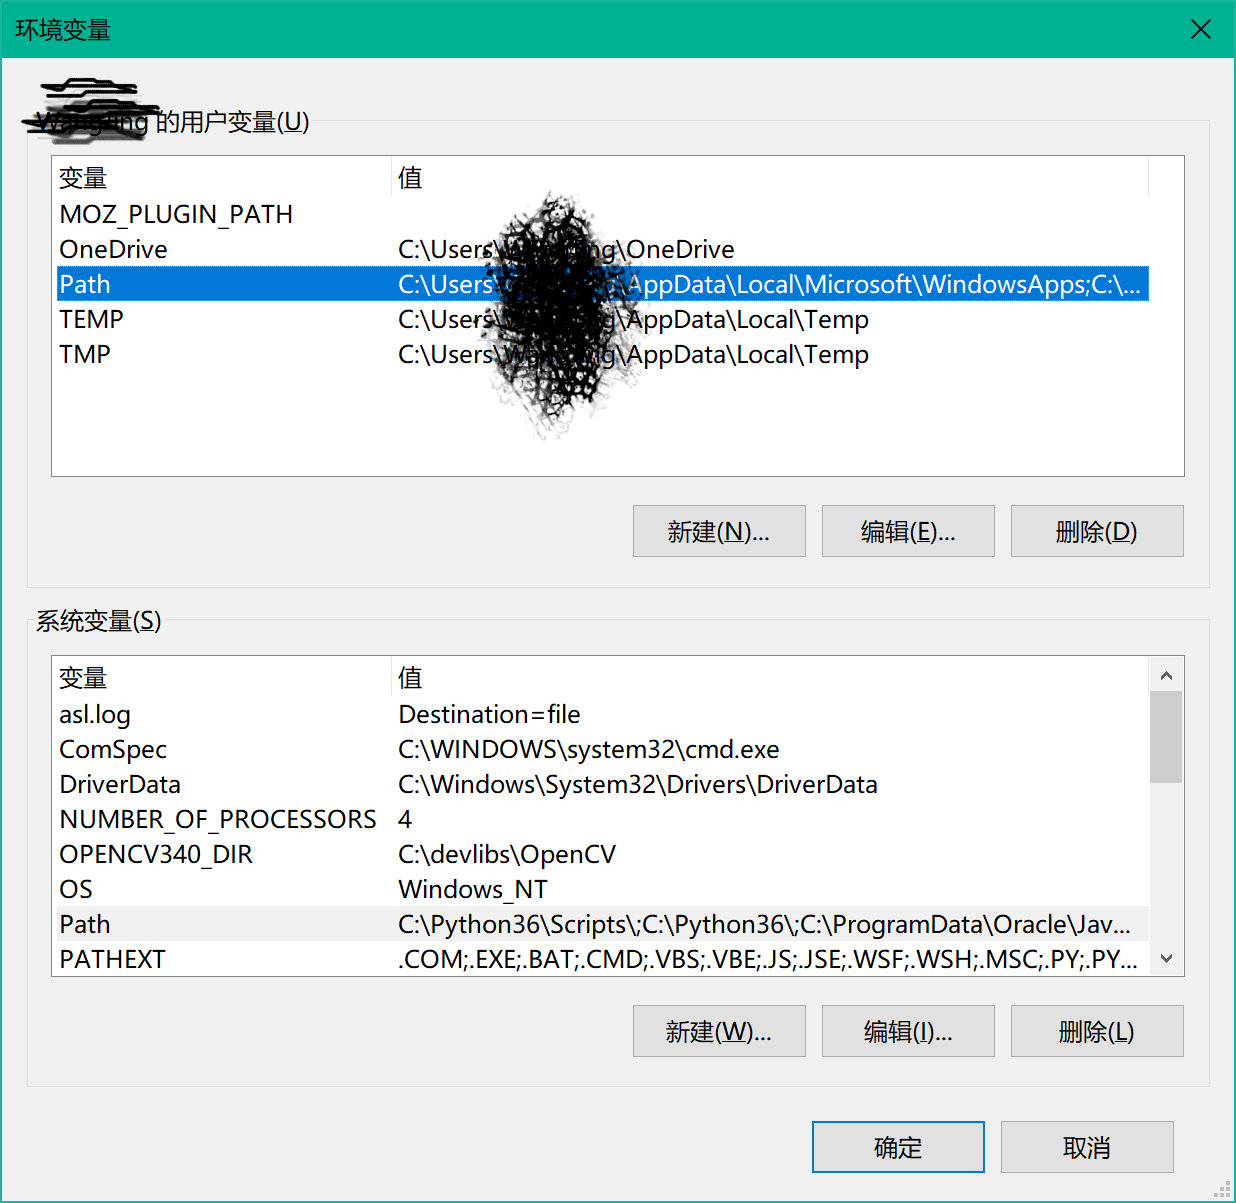 环境变量
的用户变量(U)
变量 值
MOZ_PLUGIN_PATH
OneDrive C:\Users\ \OneDrive
Path C:\Users \AppData\Local\Microsoft\WindowsApps;C:\...
TEMP C:\Users\ \AppData\Local\Temp
TMP C:\Users\ \AppData\Local\Temp
新建(N)... 编辑(E)... 删除(D)
系统变量(S)
变量 值
asl.log Destination=file
ComSpec C:\WINDOWS\system32\cmd.exe
DriverData C:\Windows\System32\Drivers\DriverData
NUMBER_OF_PROCESSORS 4
OPENCV340_DIR C:\devlibs\OpenCV
OS Windows_NT
Path C:\Python36\Scripts\;C:\Python36\;C:\ProgramData\Oracle\Jav...
PATHEXT .COM;.EXE;.BAT;.CMD;.VBS;.VBE;.JS;.JSE;.WSF;.WSH;.MSC;.PY;.PY...
新建(W)... 编辑(I)... 删除(L)
确定 取消